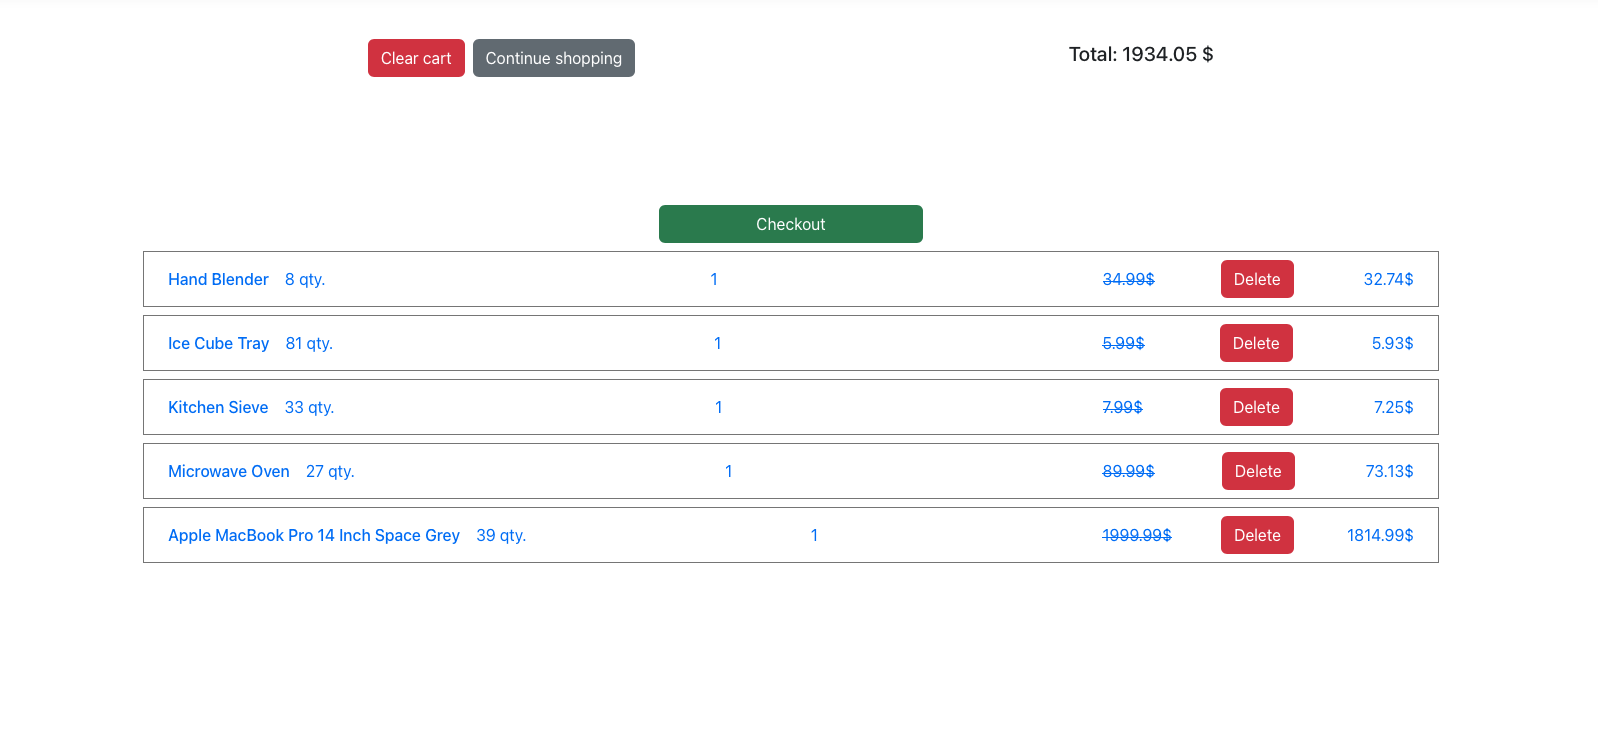 Clear cart Continue shopping Total: 1934.05 $
Checkout
Hand Blender 8 qty. 1 34.99$ Delete 32.74$
Ice Cube Tray 81 qty. 1 5.99$ Delete 5.93$
Kitchen Sieve 33 qty. 1 7.99$ Delete 7.25$
Microwave Oven 27 qty. 1 89.99$ Delete 73.13$
Apple MacBook Pro 14 Inch Space Grey 39 qty. 1 1999.99$ Delete 1814.99$